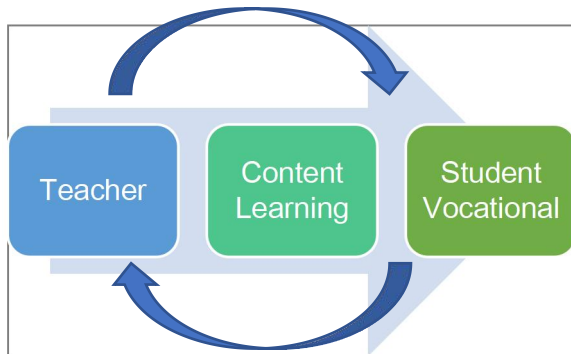 Teacher
Content
Learning
Student
Vocational